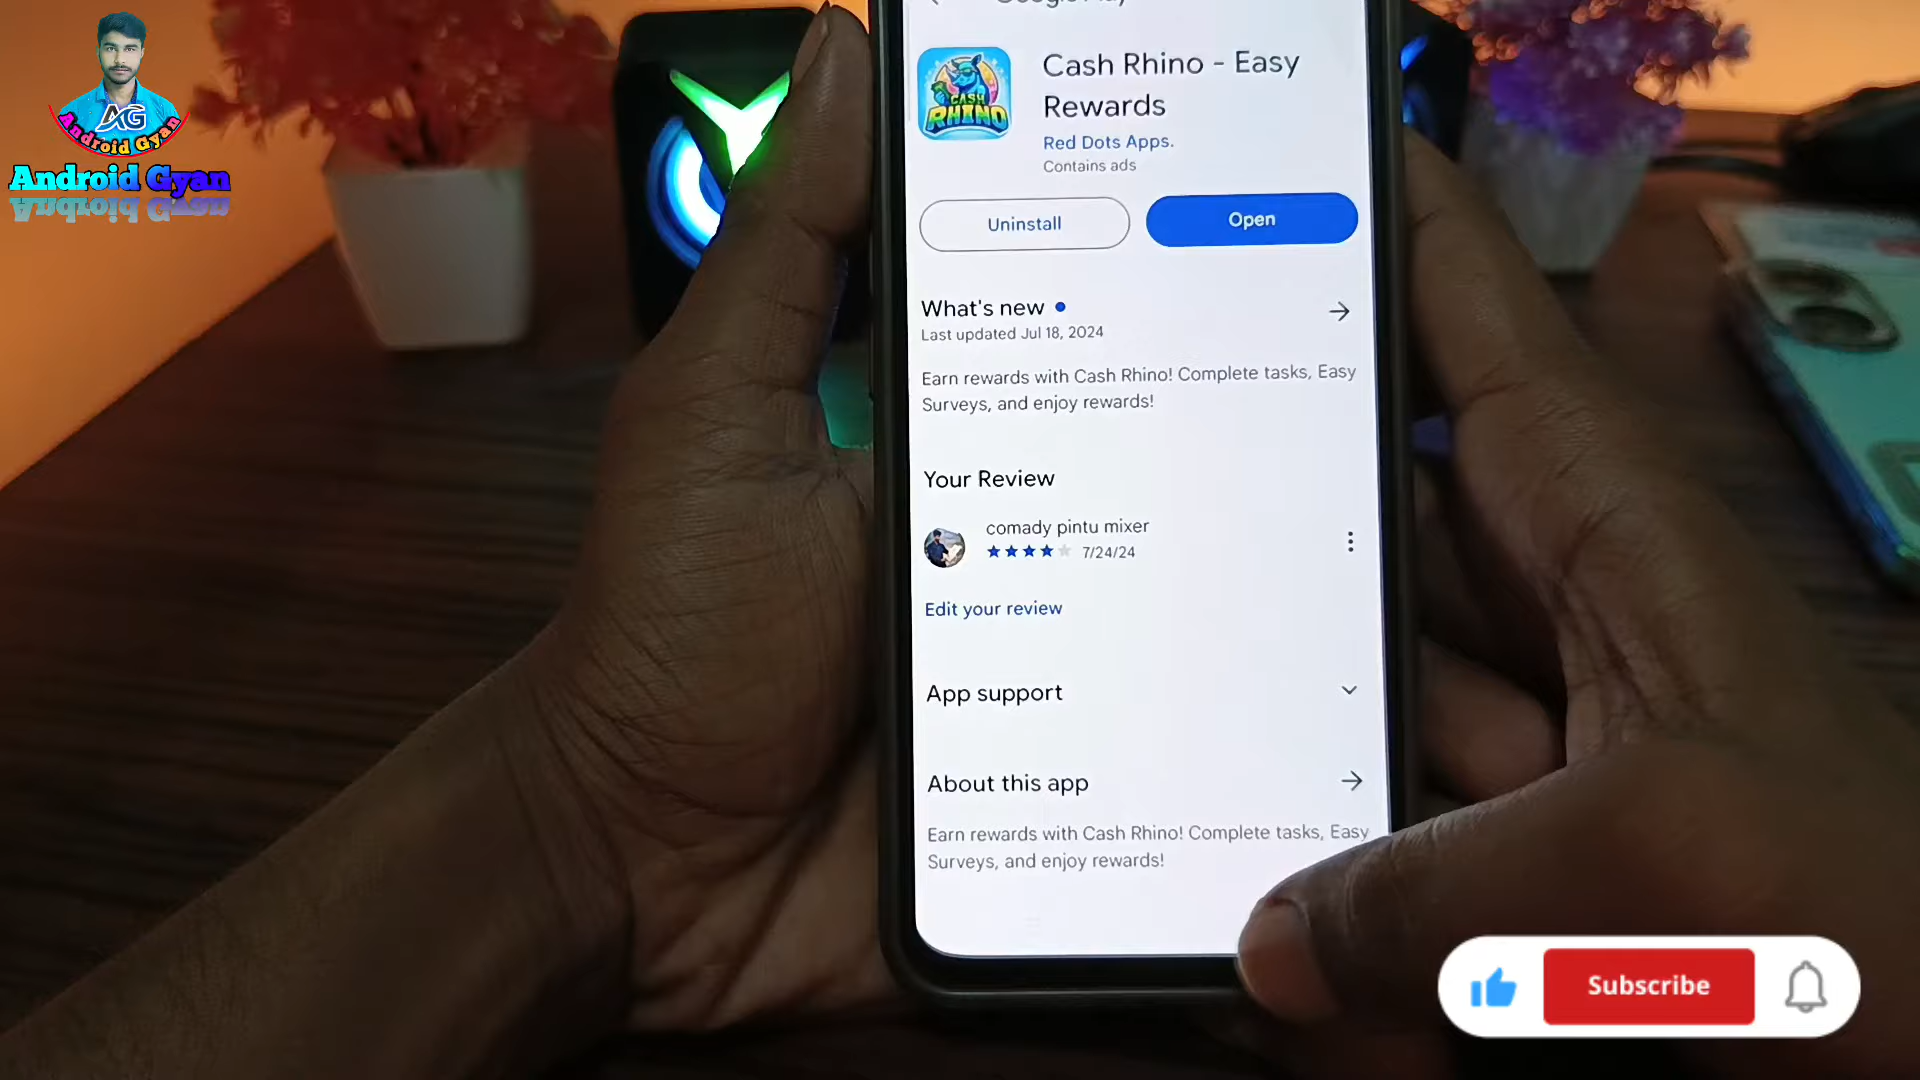 AG
Android Gyan
Android Gyan
Cash Rhino - Easy
Rewards
CASH
RHINO
Red Dots Apps.
Contains ads
Uninstall
Open
What's new
Last updated Jul 18, 2024
Earn rewards with Cash Rhino! Complete tasks, Easy
Surveys, and enjoy rewards!
Your Review
comady pintu mixer
7/24/24
Edit your review
App support
About this app
Earn rewards with Cash Rhino! Complete tasks, Easy
Surveys, and enjoy rewards!
Subscribe